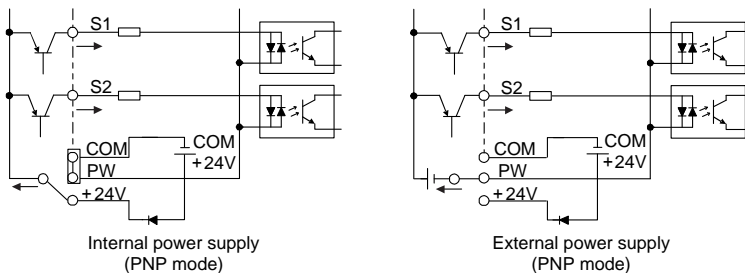 S1
S2
COM
COM
PW
+24V
+24V
Internal power supply
(PNP mode)
S1
S2
COM
COM
PW
+24V
+24V
External power supply
(PNP mode)